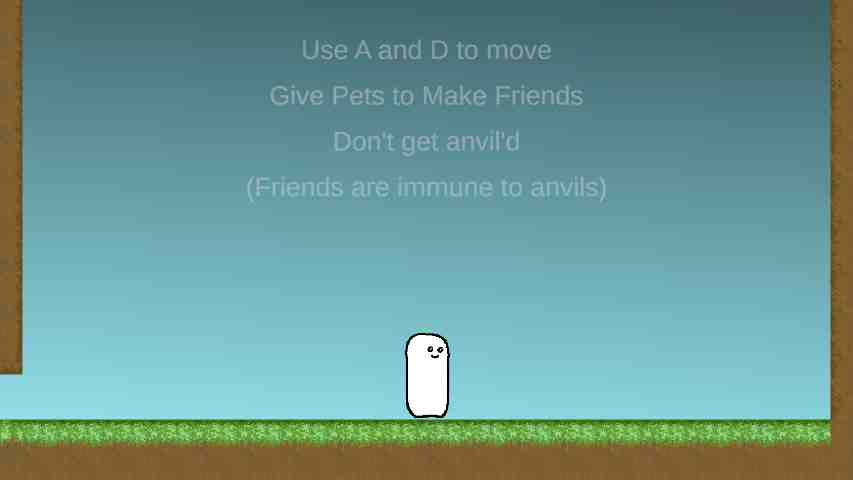 Use A and D to move
Give Pets to Make Friends
Don't get anvil'd
(Friends are immune to anvils)